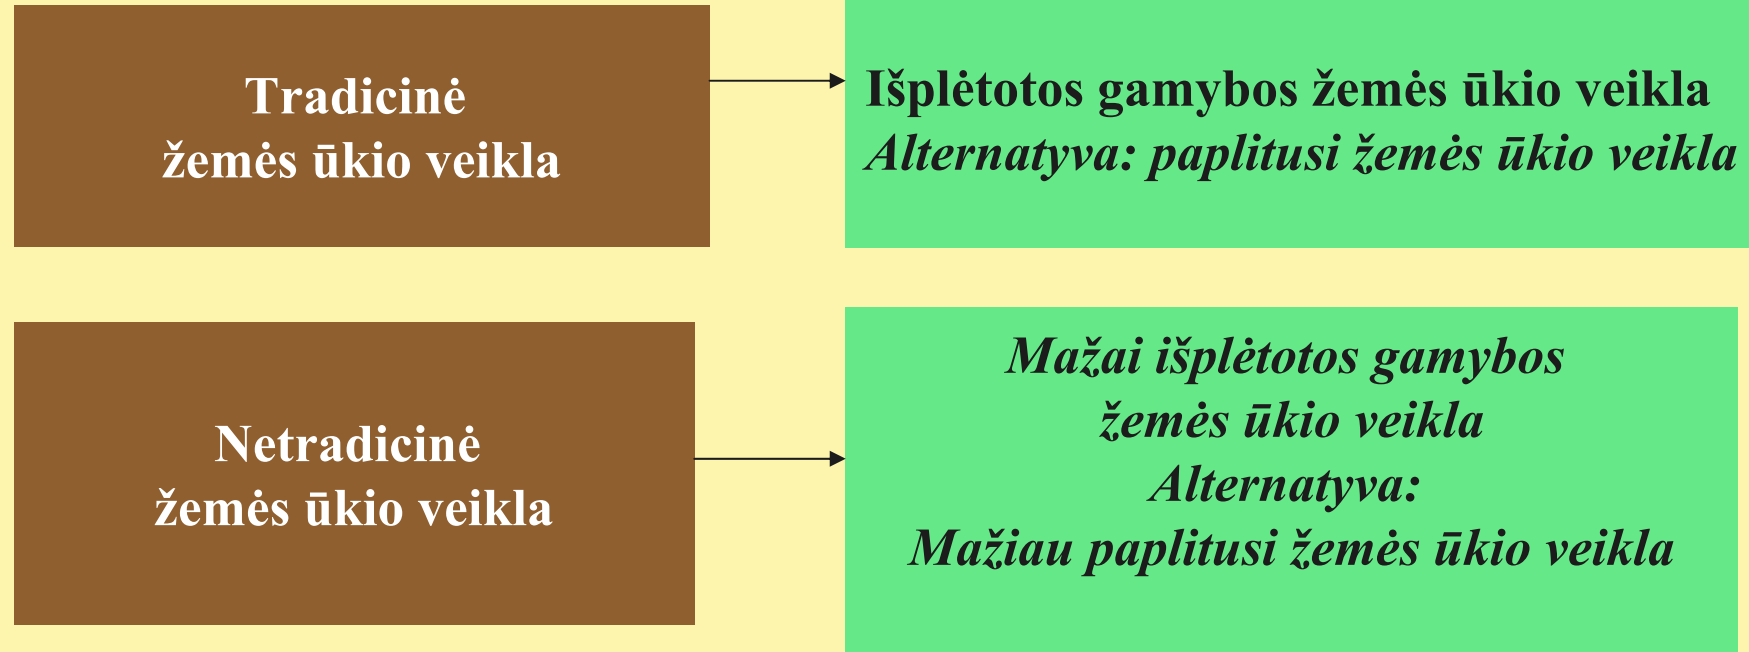 Tradicinė
žemės ūkio veikla
Išplėtotos gamybos žemės ūkio veikla
Alternatyva: paplitusi žemės ūkio veikla
Netradicinė
žemės ūkio veikla
Mažai išplėtotos gamybos
žemės ūkio veikla
Alternatyva:
Mažiau paplitusi žemės ūkio veikla